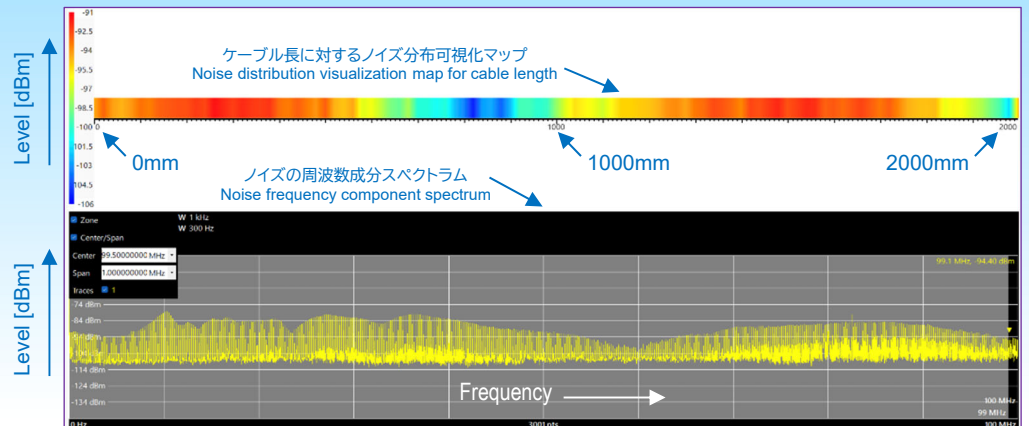 -91
-92.5
-94
-95.5
-97
-98.5
-100
-101.5
-103
-104.5
-106
Level [dBm]
ケーブル長に対するノイズ分布可視化マップ
Noise distribution visualization map for cable length
0
1000
2000
0mm
1000mm
2000mm
ノイズの周波数成分スペクトラム
Noise frequency component spectrum
Level [dBm]
Zone
W 1 kHz
W 300 Hz
Center/Span
Center 99.50000000 MHz
Span 1.000000000 MHz
Traces 1
99.1 MHz, -94.40 dBm
-74 dBm
-84 dBm
-114 dBm
-124 dBm
-134 dBm
Frequency
100 MHz
99 MHz
0 Hz
3001 pts
100 MHz